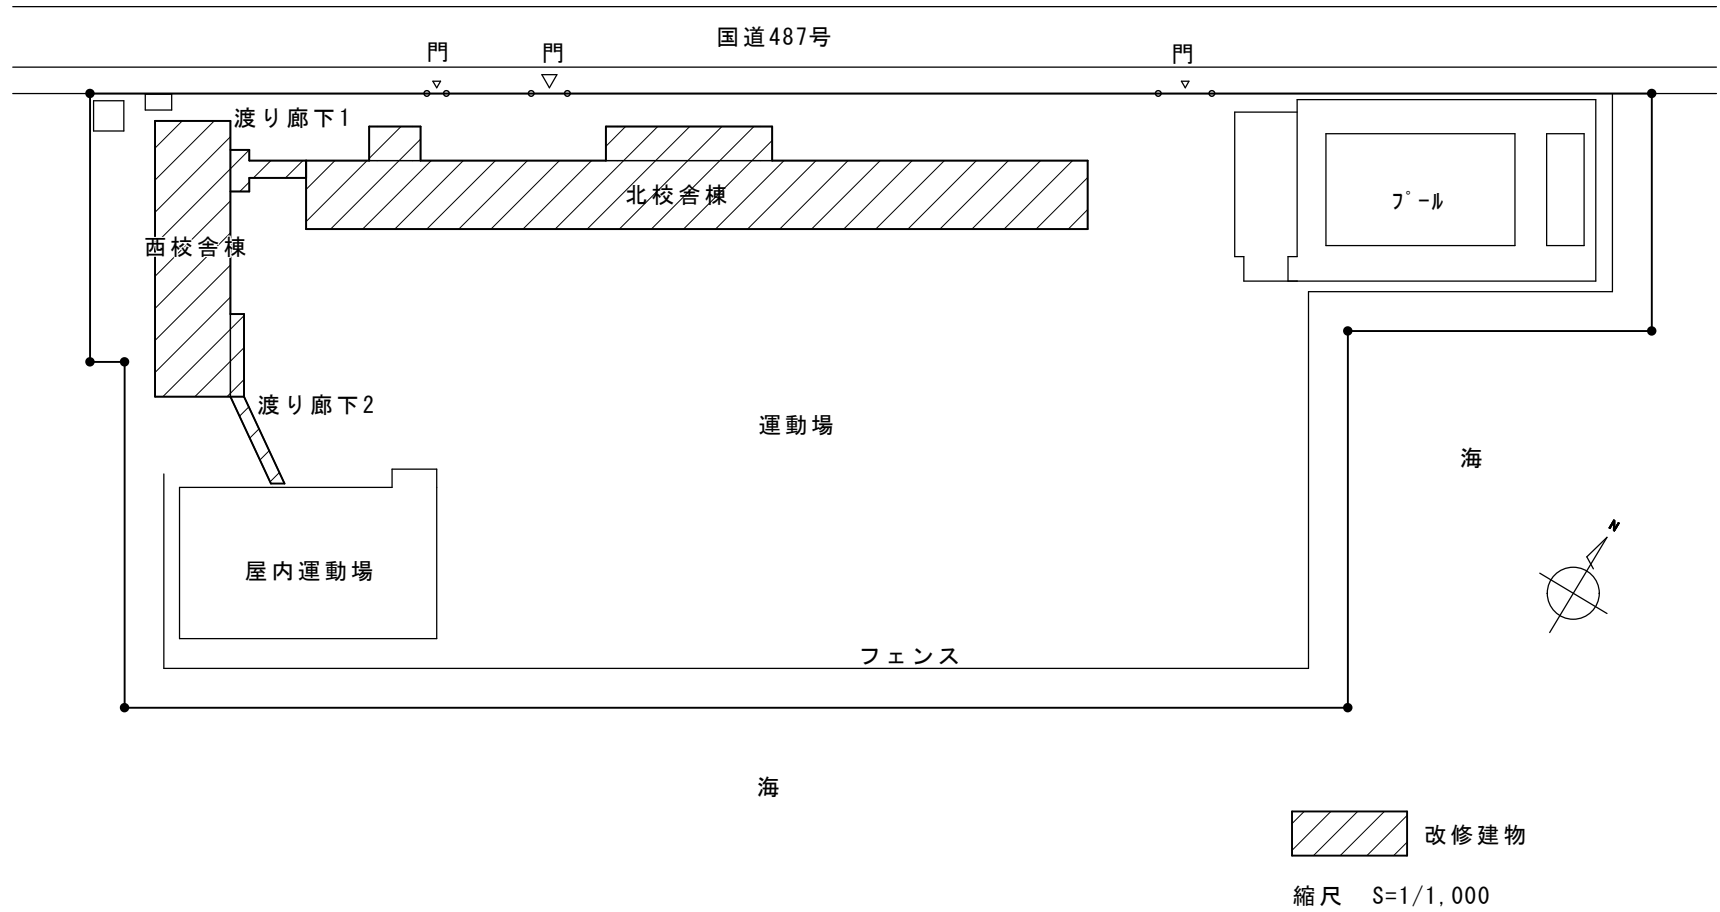 国道487号
門
門
門
渡り廊下1
北校舎棟
プール
西校舎棟
渡り廊下2
運動場
海
N
屋内運動場
フェンス
海
改修建物
縮尺 S=1/1,000